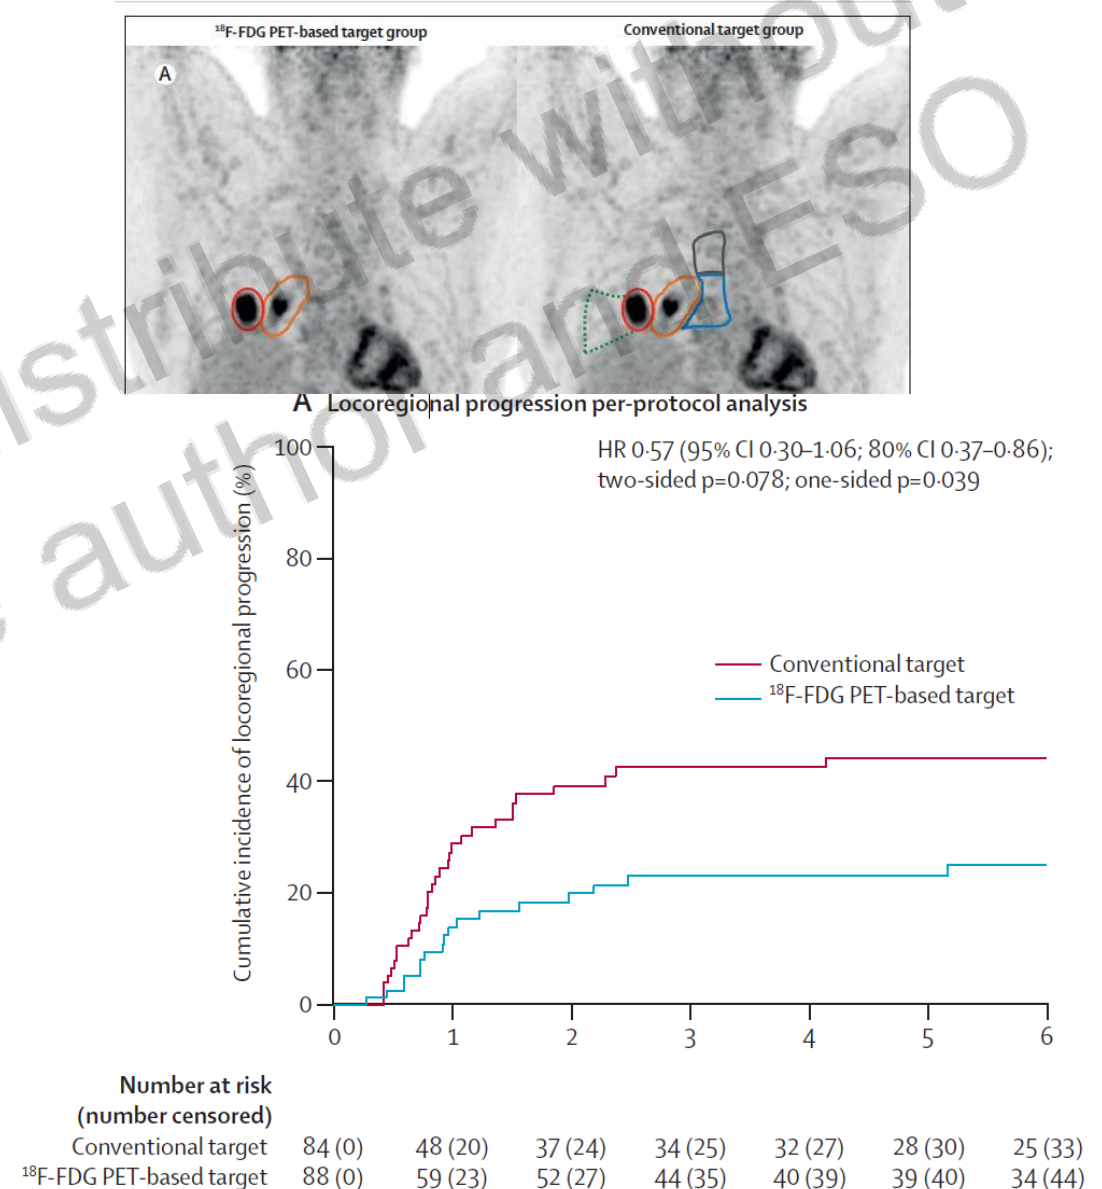 18F-FDG PET-based target group
Conventional target group
A
A Locoregional progression per-protocol analysis
HR 0·57 (95% CI 0·30–1·06; 80% CI 0·37–0·86);
two-sided p=0·078; one-sided p=0·039
Cumulative incidence of locoregional progression (%)
100
80
60
40
20
0
Conventional target
18F-FDG PET-based target
0 1 2 3 4 5 6
Number at risk
(number censored)
Conventional target 84 (0) 48 (20) 37 (24) 34 (25) 32 (27) 28 (30) 25 (33)
18F-FDG PET-based target 88 (0) 59 (23) 52 (27) 44 (35) 40 (39) 39 (40) 34 (44)
author and ESO